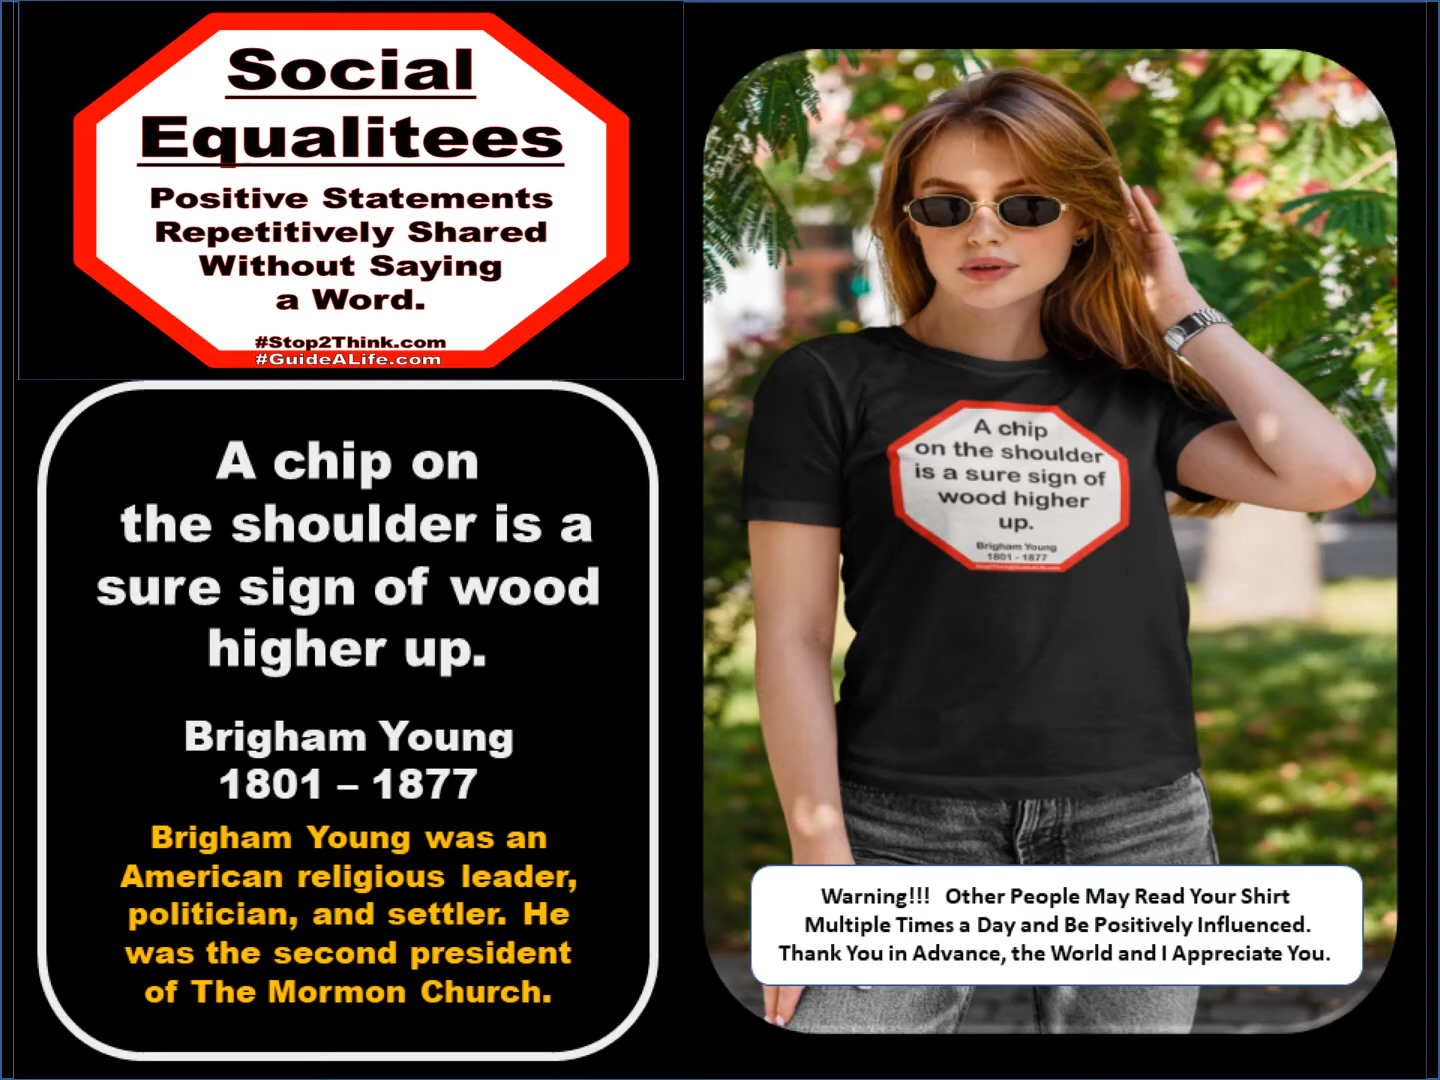 Social
Equalitees
Positive Statements
Repetitively Shared
Without Saying
a Word.
#Stop2Think.com
#GuideALife.com
A chip on
the shoulder is a
sure sign of wood
higher up.
Brigham Young
1801 – 1877
Brigham Young was an
American religious leader,
politician, and settler. He
was the second president
of The Mormon Church.
A chip
on the shoulder
is a sure sign of
wood higher
up.
Brigham Young
1801 - 1877
Warning!!! Other People May Read Your Shirt
Multiple Times a Day and Be Positively Influenced.
Thank You in Advance, the World and I Appreciate You.